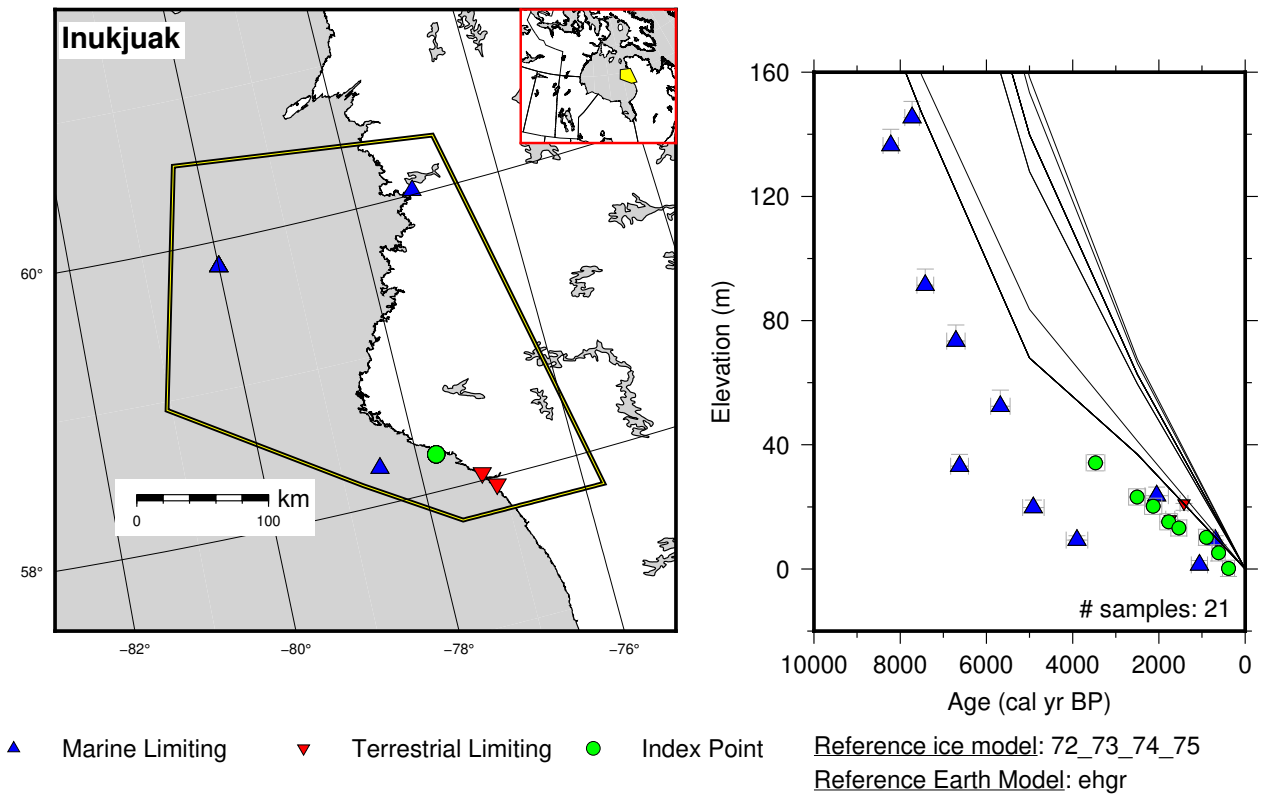 Inukjuak
60°
58°
km
0 100
−82° −80° −78° −76°
160
120
80
40
0
Elevation (m)
# samples: 21
10000 8000 6000 4000 2000 0
Age (cal yr BP)
Marine Limiting Terrestrial Limiting Index Point
Reference ice model: 72_73_74_75
Reference Earth Model: ehgr